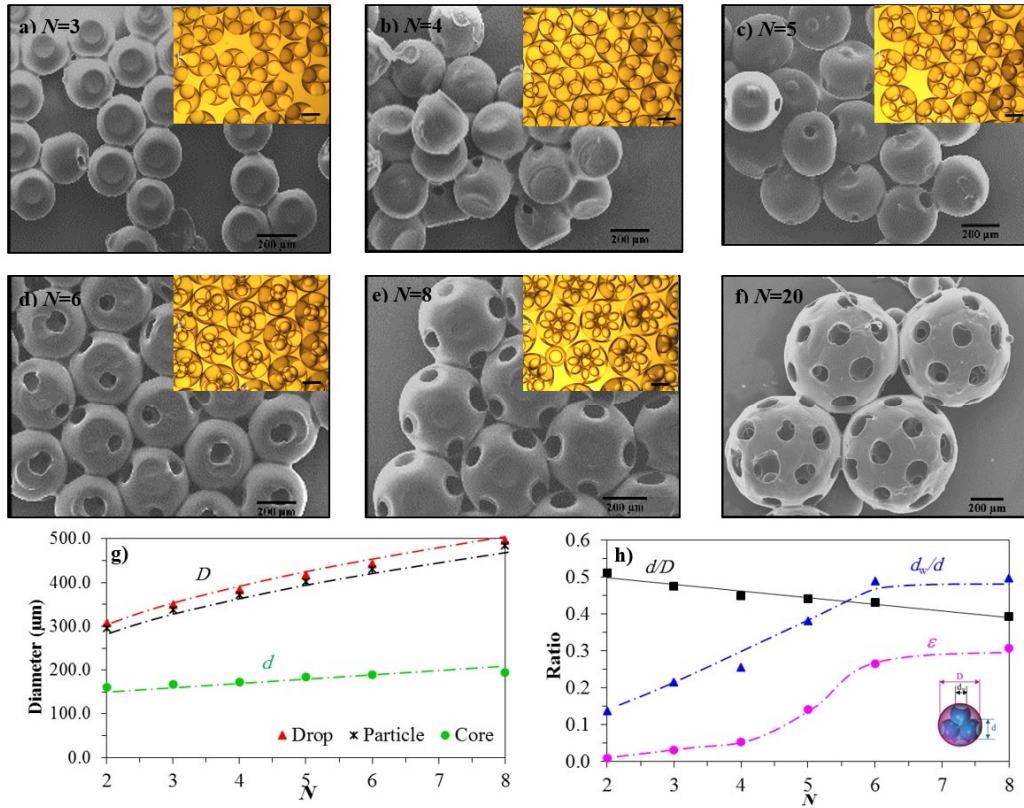 a) N=3
200 µm
b) N=4
200 µm
c) N=5
200 µm
d) N=6
200 µm
e) N=8
200 µm
f) N=20
200 µm
g)
500.0
400.0
300.0
200.0
100.0
0.0
Diameter (µm)
D
d
Drop Particle Core
2 3 4 5 6 8
N
h)
0.6
0.5
0.4
0.3
0.2
0.1
0.0
Ratio
d/D
dw/d
ε
D
d
2 3 4 5 6 8
N